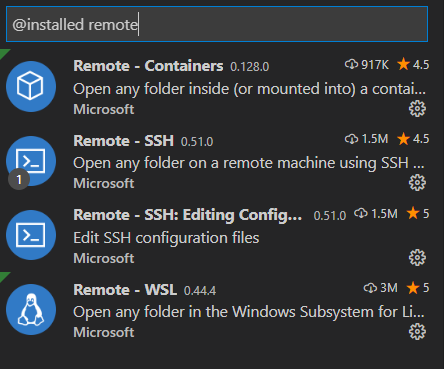 @installed remote
Remote - Containers 0.128.0 917K 4.5
Open any folder inside (or mounted into) a contai...
Microsoft
Remote - SSH 0.51.0 1.5M 4.5
Open any folder on a remote machine using SSH ...
1
Microsoft
Remote - SSH: Editing Config... 0.51.0 1.5M 5
Edit SSH configuration files
Microsoft
Remote - WSL 0.44.4 3M 5
Open any folder in the Windows Subsystem for Li...
Microsoft